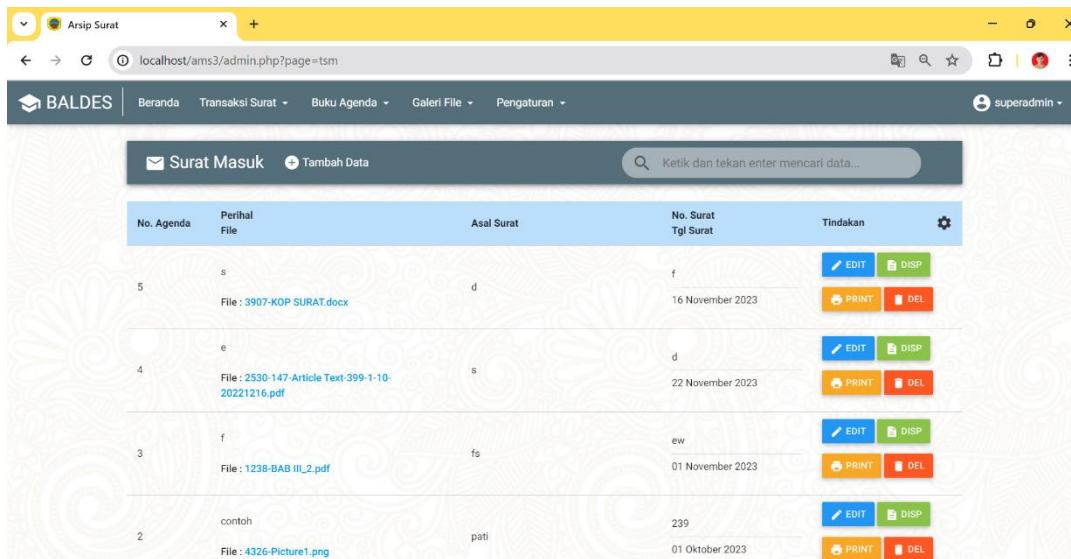 Arsip Surat
localhost/ams3/admin.php?page=tsm
BALDES Beranda Transaksi Surat Buku Agenda Galeri File Pengaturan superadmin
Surat Masuk Tambah Data Ketik dan tekan enter mencari data...
No. Agenda Perihal Asal Surat No. Surat Tindakan
File Tgl Surat
s f EDIT DISP
5 d
File : 3907-KOP SURAT.docx 16 November 2023 PRINT DEL
e d EDIT DISP
4 s
File : 2530-147-Article Text-399-1-10- 22 November 2023 PRINT DEL
20221216.pdf
f ew EDIT DISP
3 fs
File : 1238-BAB III_2.pdf 01 November 2023 PRINT DEL
contoh 239 EDIT DISP
2 pati
File : 4326-Picture1.png 01 Oktober 2023 PRINT DEL